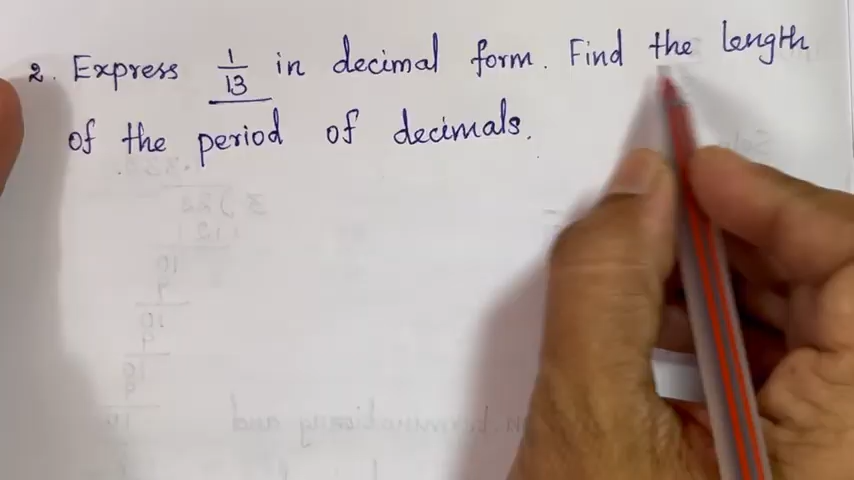 2. Express 1/13 in decimal form. Find the length
of the period of decimals.